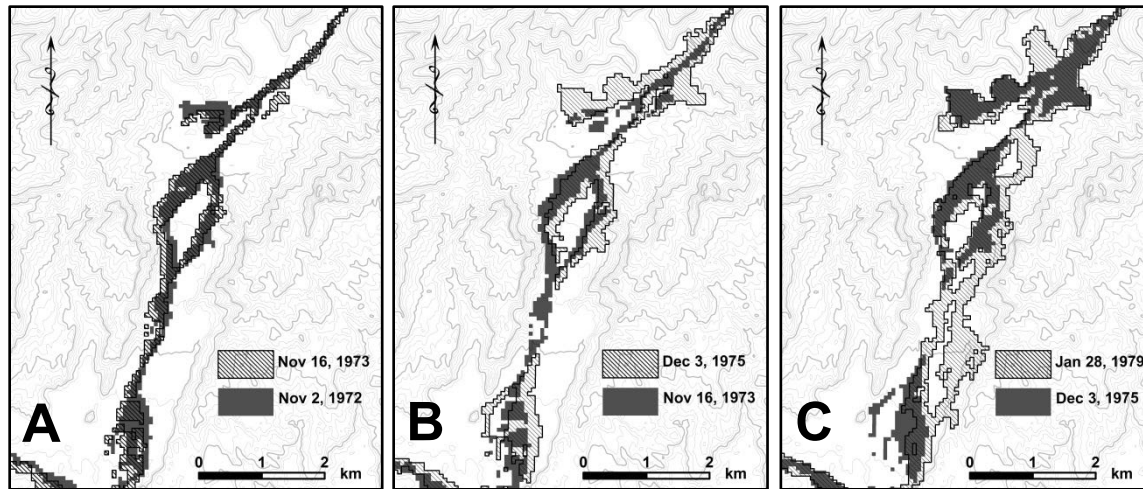 Nov 16, 1973
Nov 2, 1972
A
0 1 2
km
Dec 3, 1975
Nov 16, 1973
B
0 1 2
km
Jan 28, 1979
Dec 3, 1975
C
0 1 2
km